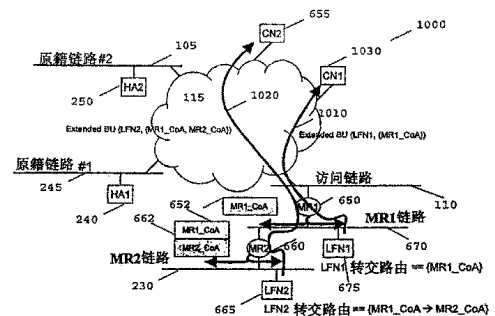 655
1000
CN2
原籍链路#2
105
1030
CN1
HA2
250
115
1020
1010
Extended BU {LFN2, {MR1_CoA, MR2_CoA}}
Extended BU {LFN1, {MR1_CoA}}
原籍链路 #1
245
访问链路
HA1
652
MR1_CoA
MR1
650
110
240
662
MR1_CoA
MR1链路
MR2_CoA
MR2
660
LFN1
670
MR2链路
LFN1 转交路由 == {MR1_CoA}
230
675
LFN2
665
LFN2 转交路由 == {MR1_CoA → MR2_CoA}